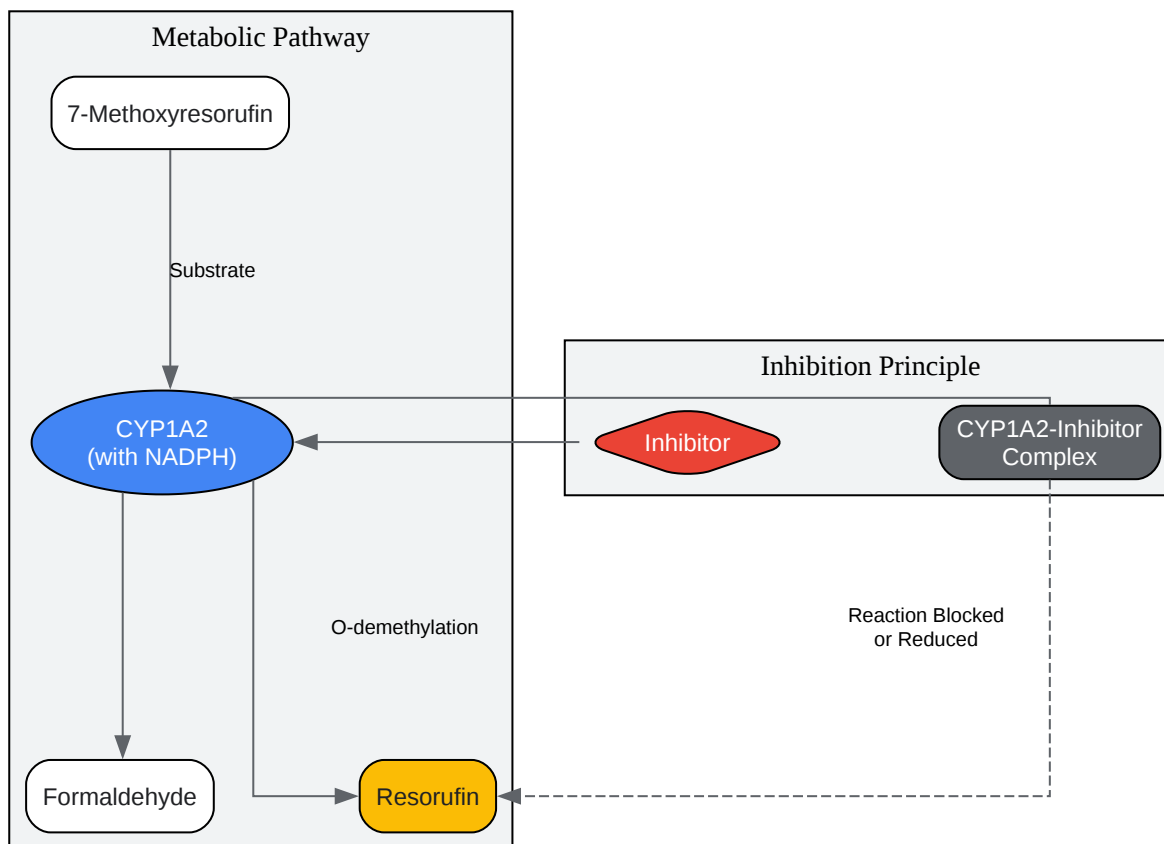 Metabolic Pathway
7-Methoxyresorufin
Substrate
CYP1A2
(with NADPH)
O-demethylation
Formaldehyde
Resorufin
Inhibition Principle
Inhibitor
CYP1A2-Inhibitor
Complex
Reaction Blocked
or Reduced